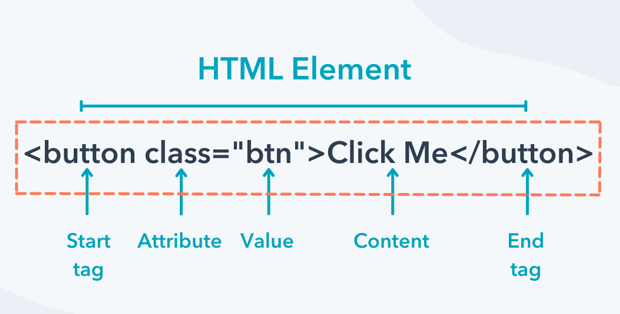 HTML Element
<button class="btn">Click Me</button>
Start tag
Attribute
Value
Content
End tag